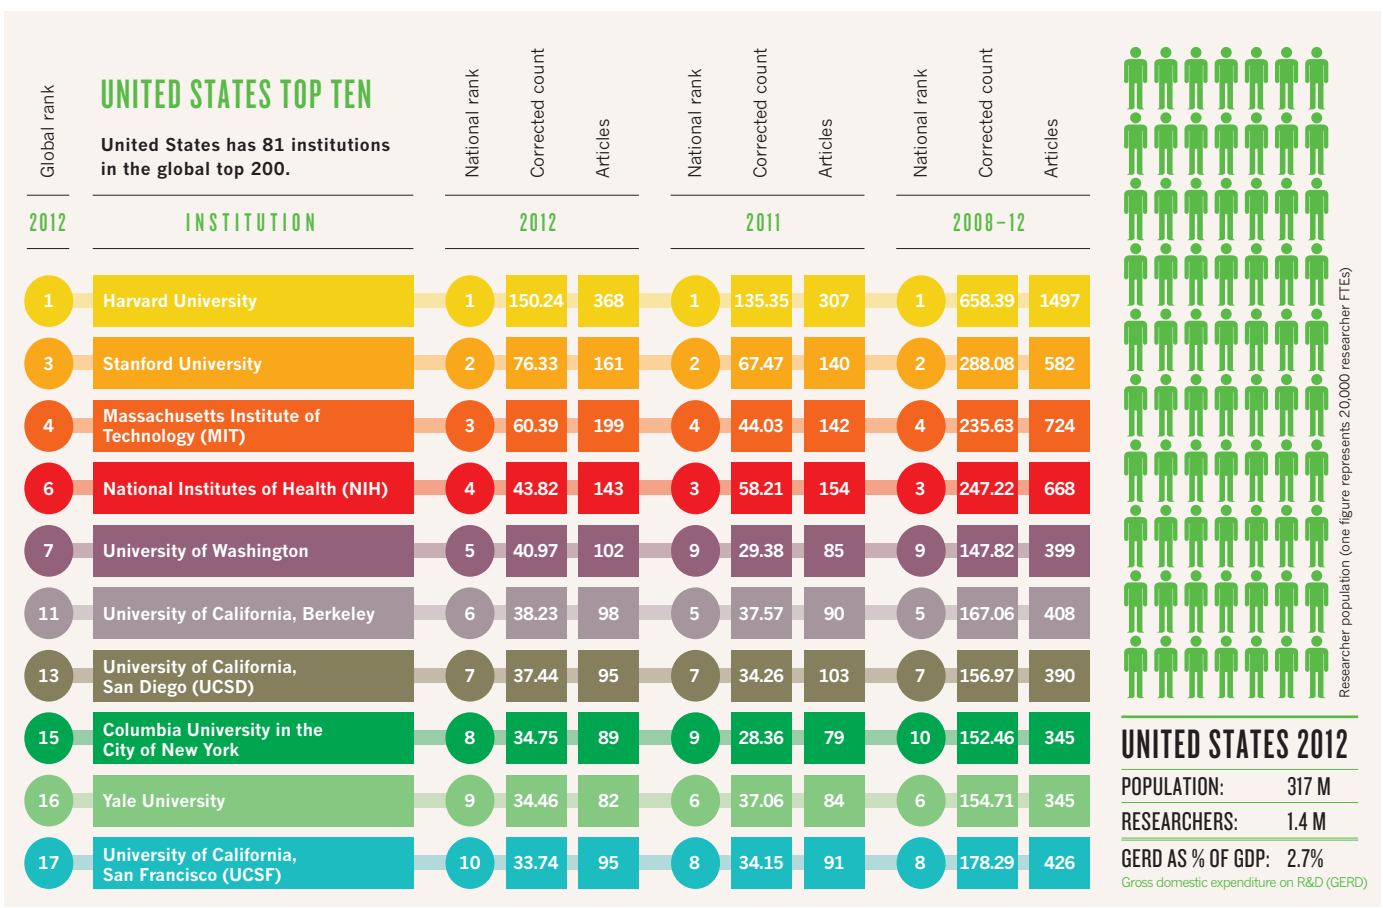 Global rank
UNITED STATES TOP TEN
United States has 81 institutions
in the global top 200.
National rank
Corrected count
Articles
National rank
Corrected count
Articles
National rank
Corrected count
Articles
2012 INSTITUTION 2012 2011 2008–12
1 Harvard University 1 150.24 368 1 135.35 307 1 658.39 1497
3 Stanford University 2 76.33 161 2 67.47 140 2 288.08 582
4 Massachusetts Institute of
Technology (MIT) 3 60.39 199 4 44.03 142 4 235.63 724
6 National Institutes of Health (NIH) 4 43.82 143 3 58.21 154 3 247.22 668
7 University of Washington 5 40.97 102 9 29.38 85 9 147.82 399
11 University of California, Berkeley 6 38.23 98 5 37.57 90 5 167.06 408
13 University of California,
San Diego (UCSD) 7 37.44 95 7 34.26 103 7 156.97 390
15 Columbia University in the
City of New York 8 34.75 89 9 28.36 79 10 152.46 345
16 Yale University 9 34.46 82 6 37.06 84 6 154.71 345
17 University of California,
San Francisco (UCSF) 10 33.74 95 8 34.15 91 8 178.29 426
Researcher population (one figure represents 20,000 researcher FTEs)
UNITED STATES 2012
POPULATION: 317 M
RESEARCHERS: 1.4 M
GERD AS % OF GDP: 2.7%
Gross domestic expenditure on R&D (GERD)